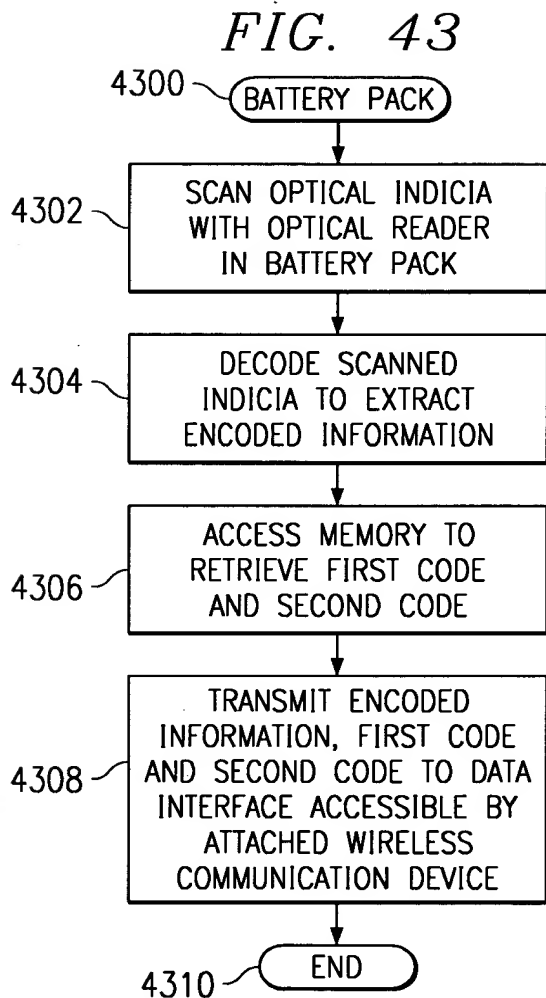 FIG. 43
4300
BATTERY PACK
4302
SCAN OPTICAL INDICIA
WITH OPTICAL READER
IN BATTERY PACK
4304
DECODE SCANNED
INDICIA TO EXTRACT
ENCODED INFORMATION
4306
ACCESS MEMORY TO
RETRIEVE FIRST CODE
AND SECOND CODE
4308
TRANSMIT ENCODED
INFORMATION, FIRST CODE
AND SECOND CODE TO DATA
INTERFACE ACCESSIBLE BY
ATTACHED WIRELESS
COMMUNICATION DEVICE
4310
END